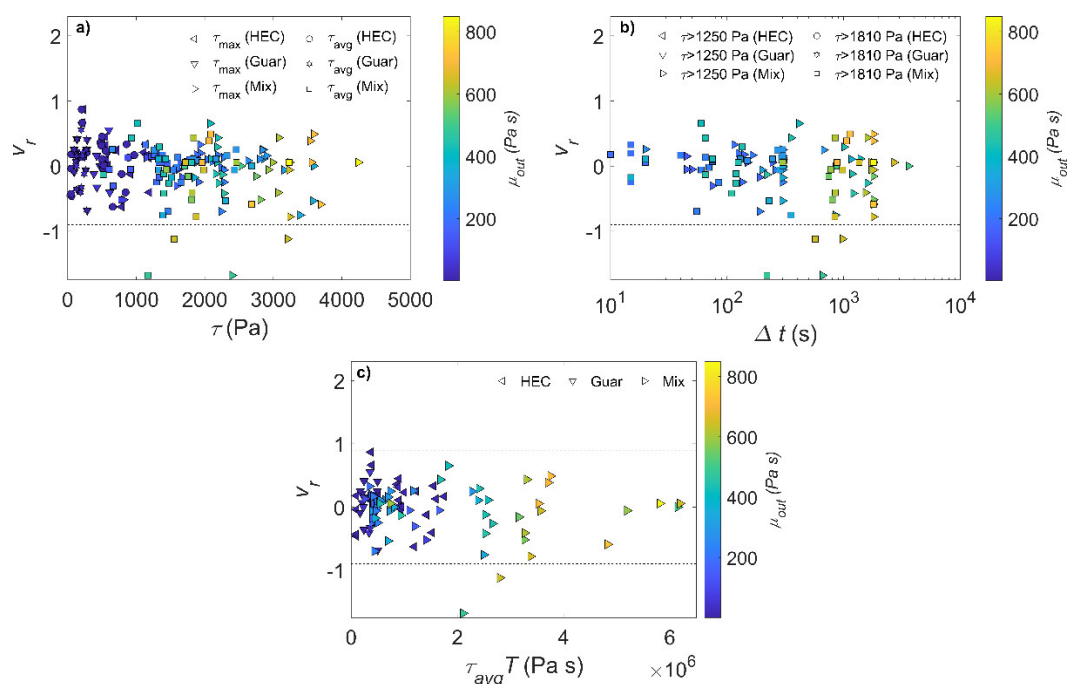 a)
τmax (HEC) τavg (HEC)
τmax (Guar) τavg (Guar)
τmax (Mix) τavg (Mix)
2
1
0
-1
vr
0 1000 2000 3000 4000 5000
τ (Pa)
800
600
400
200
μout (Pa s)
b)
τ>1250 Pa (HEC) τ>1810 Pa (HEC)
τ>1250 Pa (Guar) τ>1810 Pa (Guar)
τ>1250 Pa (Mix) τ>1810 Pa (Mix)
2
1
0
-1
vr
10^1 10^2 10^3 10^4
Δ t (s)
800
600
400
200
μout (Pa s)
c)
HEC Guar Mix
2
1
0
-1
vr
0 2 4 6
τavg T (Pa s) ×10^6
800
600
400
200
μout (Pa s)